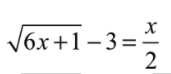 √(6x+1) − 3 = x/2